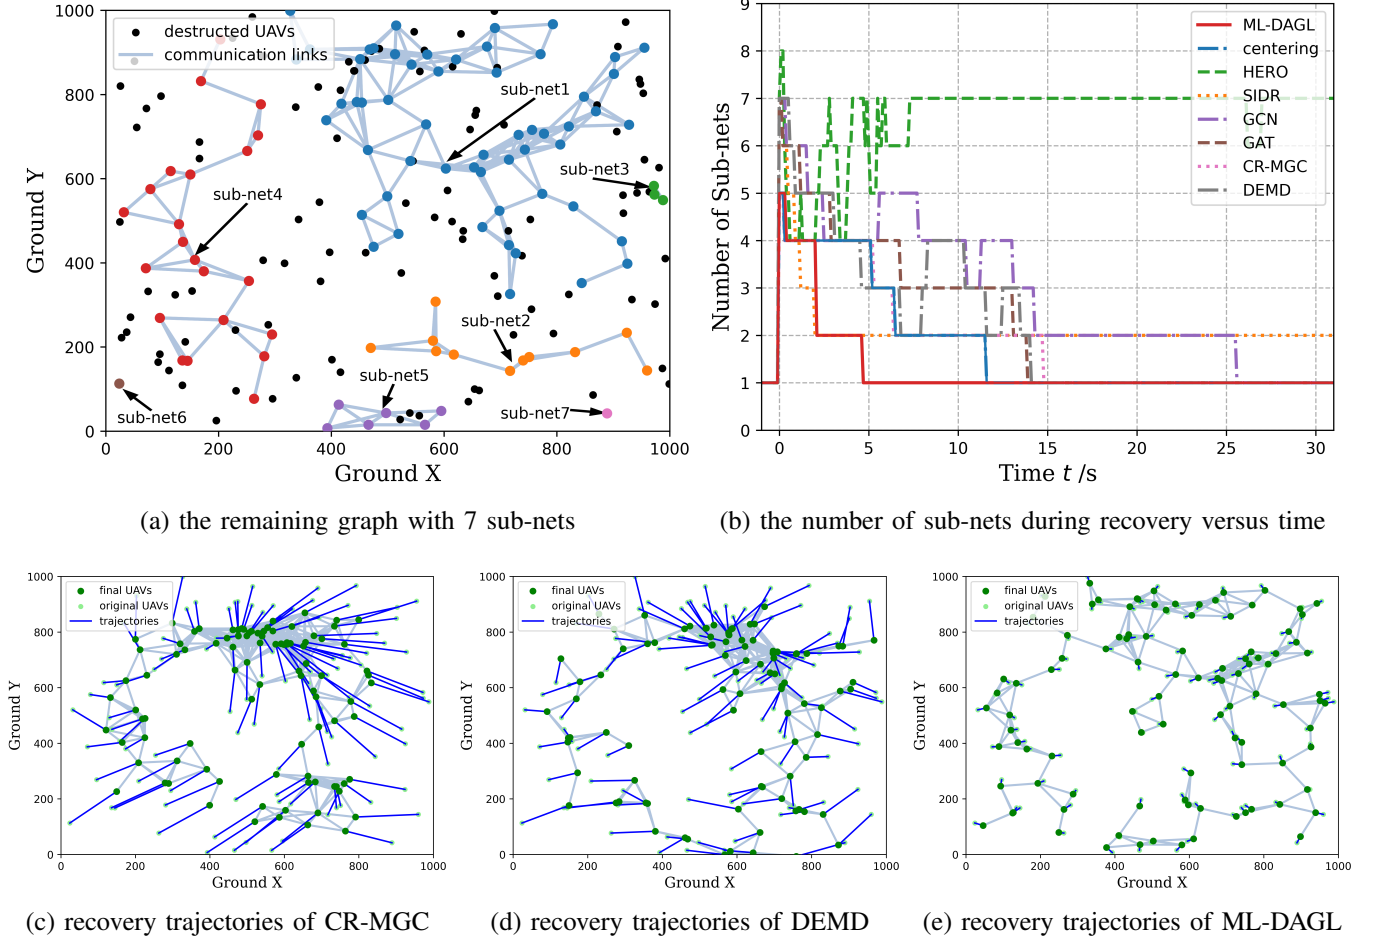 1000
800
600
400
200
0
0
200
400
600
800
1000
Ground Y
Ground X
destructed UAVs
communication links
sub-net1
sub-net3
sub-net4
sub-net2
sub-net5
sub-net6
sub-net7
9
8
7
6
5
4
3
2
1
0
0
5
10
15
20
25
30
Number of Sub-nets
Time t /s
ML-DAGL
centering
HERO
SIDR
GCN
GAT
CR-MGC
DEMD
(a) the remaining graph with 7 sub-nets
(b) the number of sub-nets during recovery versus time
1000
800
600
400
200
0
0
200
400
600
800
1000
Ground Y
Ground X
final UAVs
original UAVs
trajectories
1000
800
600
400
200
0
0
200
400
600
800
1000
Ground Y
Ground X
final UAVs
original UAVs
trajectories
1000
800
600
400
200
0
0
200
400
600
800
1000
Ground Y
Ground X
final UAVs
original UAVs
trajectories
(c) recovery trajectories of CR-MGC
(d) recovery trajectories of DEMD
(e) recovery trajectories of ML-DAGL